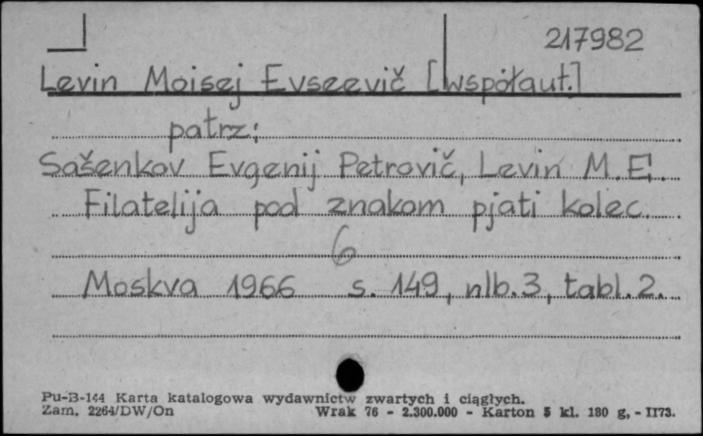 217982
Levin Moisej Evseevič [współaut.]
patrz:
Sašenkov Evgenij Petrovič, Levin M.E.
Filatelija pod znakom pjati kolec.
6
Moskva 1966 s. 149, nlb. 3, tabl. 2.
Pu-B-144 Karta katalogowa wydawnictw zwartych i ciągłych.
Zam. 2264/DW/On Wrak 76 - 2.300.000 - Karton 5 kl. 180 g, - II73.